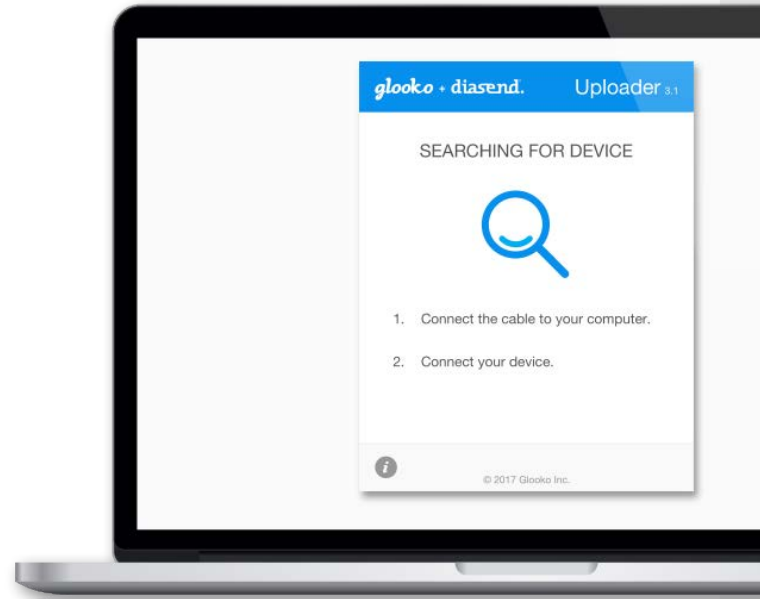 glooko + diasend. Uploader 3.1
SEARCHING FOR DEVICE
1. Connect the cable to your computer.
2. Connect your device.
i
© 2017 Glooko Inc.